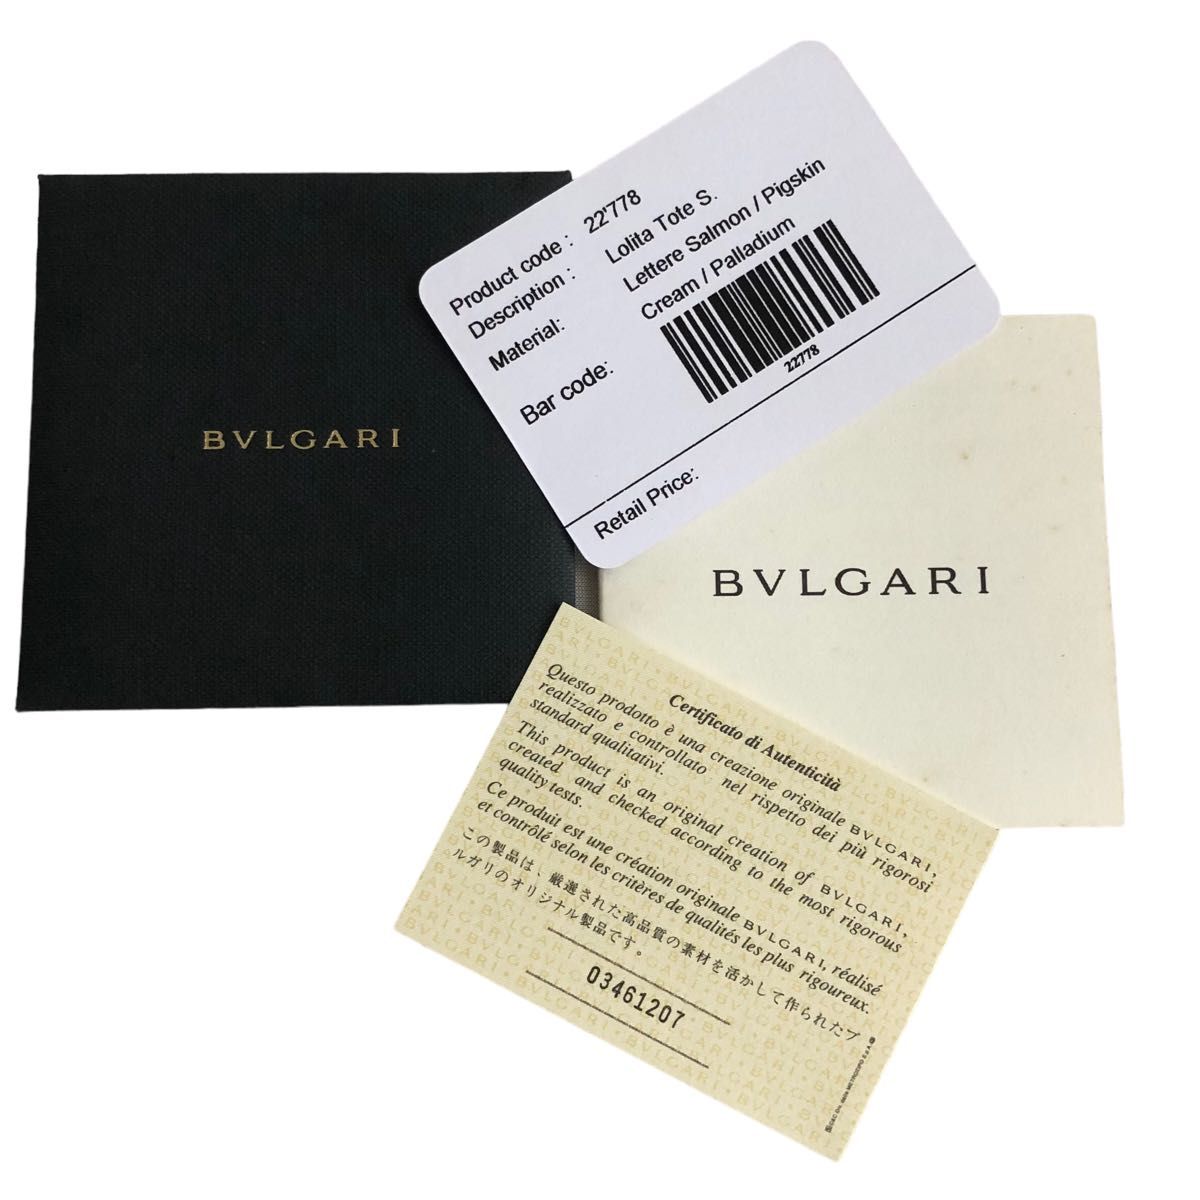 BVLGARI
Product code : 22'778
Description : Lolita Tote S.
Material: Lettere Salmon / Pigskin
Cream / Palladium
Bar code:
22778
Retail Price:
BVLGARI
Certificato di Autenticità
Questo prodotto è una creazione originale BVLGARI,
realizzato e controllato nel rispetto dei più rigorosi
standard qualitativi.
This product is an original creation of BVLGARI,
created and checked according to the most rigorous
quality tests.
Ce produit est une création originale BVLGARI, réalisé
et contrôlé selon les critères de qualités les plus rigoureux.
この製品は、厳選された高品質の素材を活かして作られたブ
ルガリのオリジナル製品です。
03461207